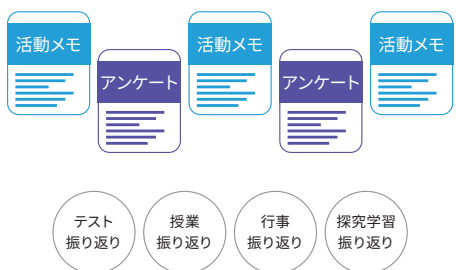 活動メモ
アンケート
活動メモ
アンケート
活動メモ
テスト
振り返り
授業
振り返り
行事
振り返り
探究学習
振り返り